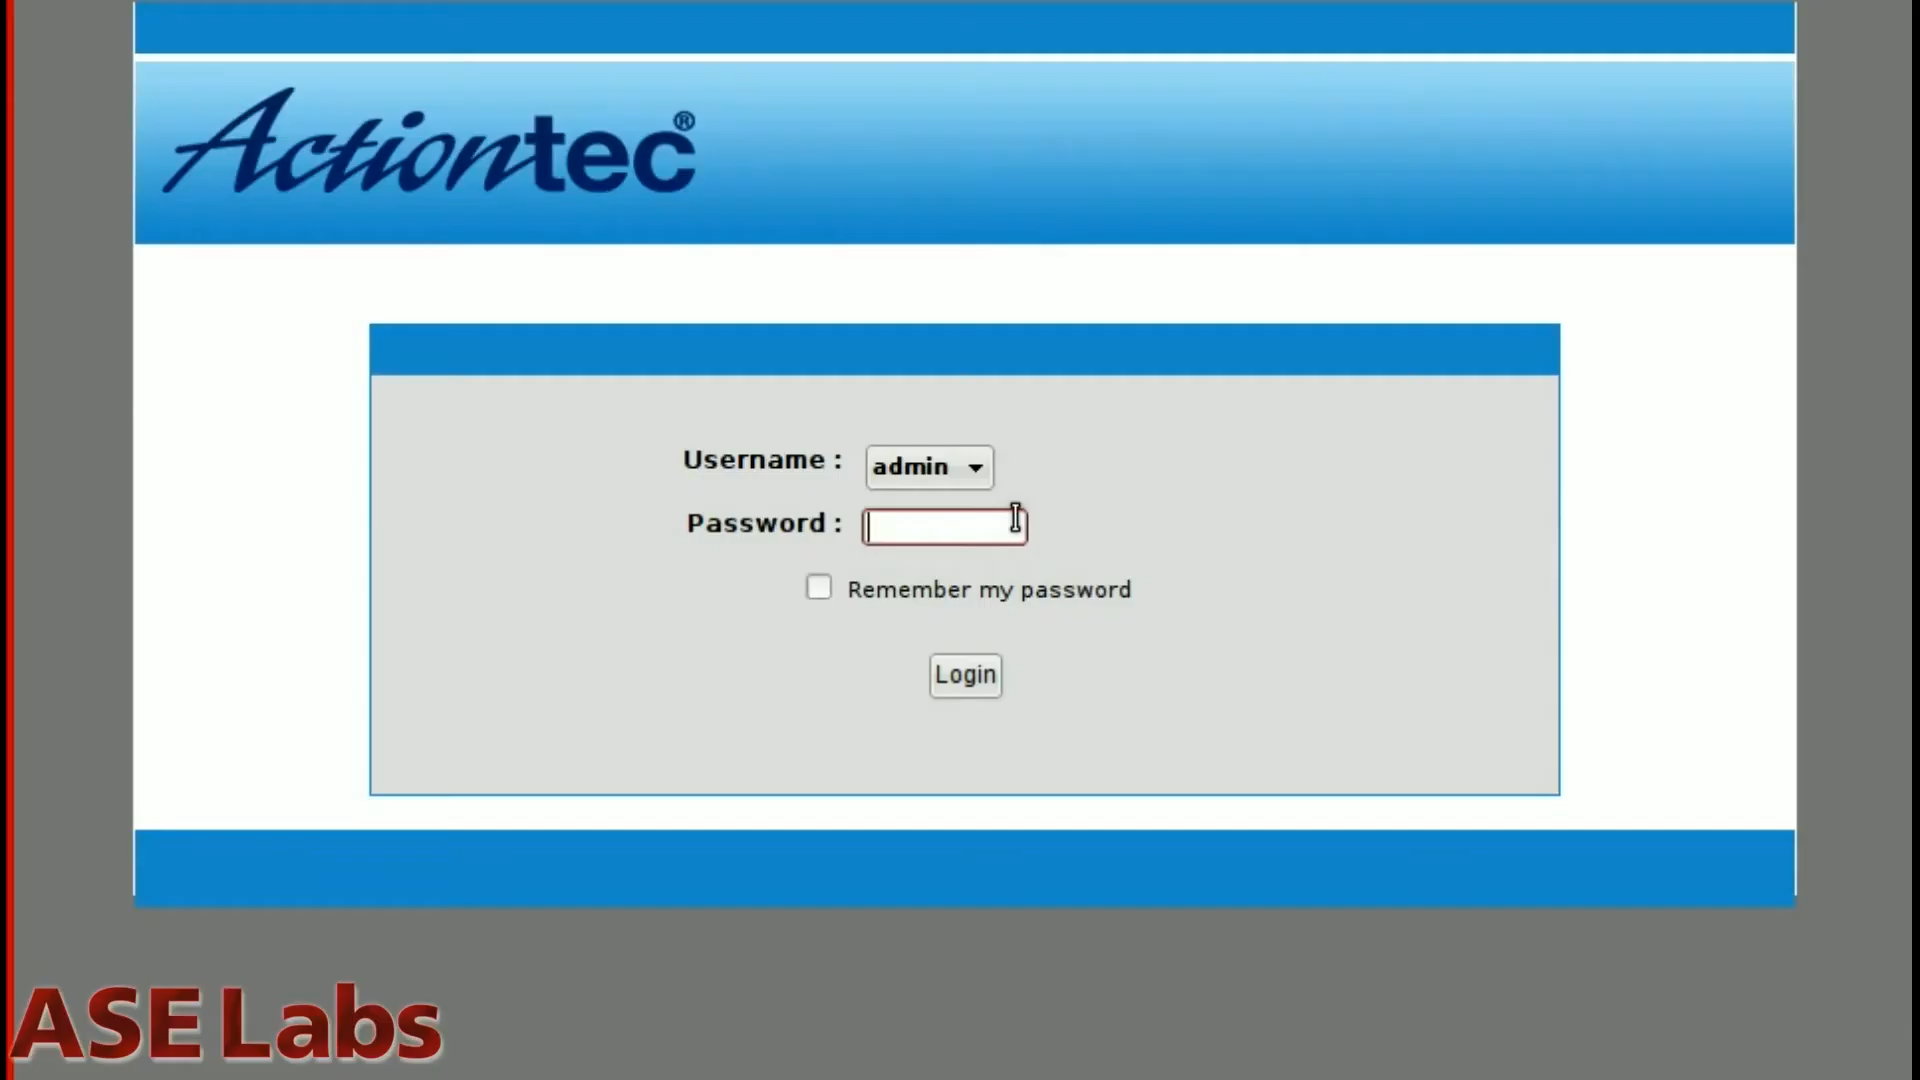 Actiontec®
Username : admin
Password :
Remember my password
Login
ASE Labs